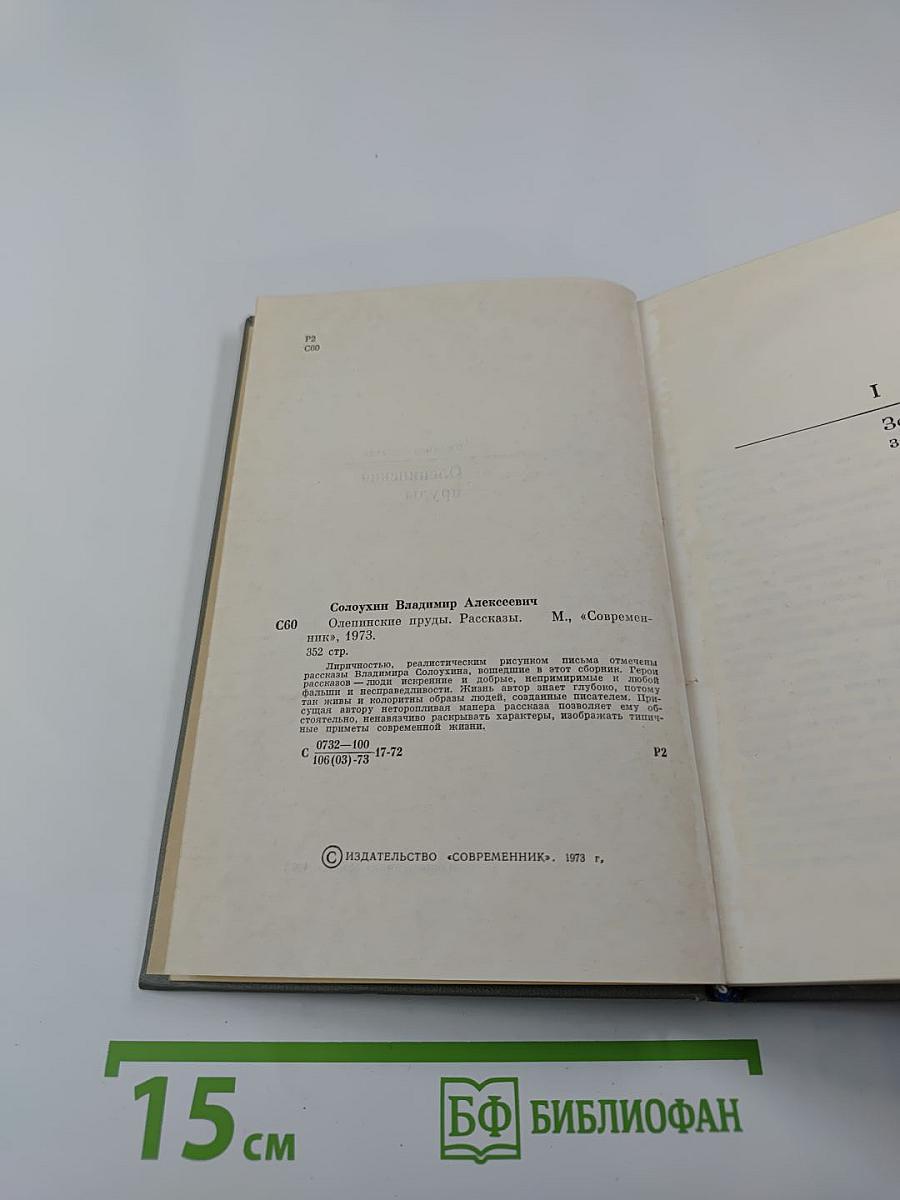 Р2
С60
Олепинские
пруды
Солоухин Владимир Алексеевич
С60 Олепинские пруды. Рассказы. М., «Современ-
ник», 1973.
352 стр.
Лиричностью, реалистическим рисунком письма отмечены
рассказы Владимира Солоухина, вошедшие в этот сборник. Герои
рассказов — люди искренние и добрые, непримиримые к любой
фальши и несправедливости. Жизнь автор знает глубоко, потому
так живы и колоритны образы людей, созданные писателем. При-
сущая автору неторопливая манера рассказа позволяет ему об-
стоятельно, ненавязчиво раскрывать характеры, изображать типич-
ные приметы современной жизни.
С 0732—100
106(03)-73 17-72 Р2
© ИЗДАТЕЛЬСТВО «СОВРЕМЕННИК». 1973 г.
I
15 см
БФ БИБЛИОФАН